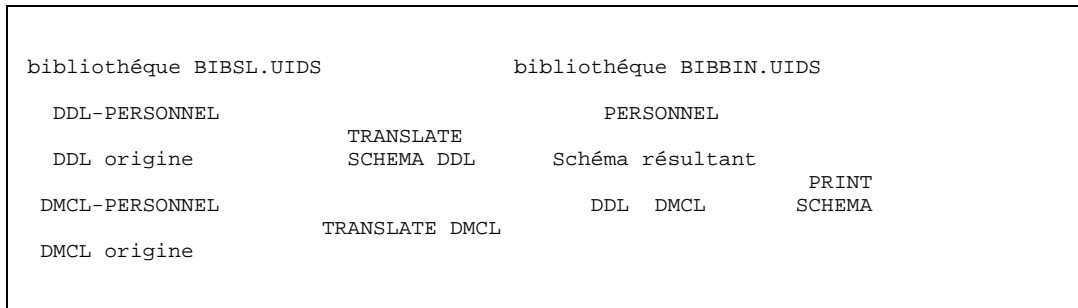 bibliothéque BIBSL.UIDS bibliothéque BIBBIN.UIDS
DDL-PERSONNEL PERSONNEL
TRANSLATE
DDL origine SCHEMA DDL Schéma résultant
PRINT
DMCL-PERSONNEL DDL DMCL SCHEMA
TRANSLATE DMCL
DMCL origine